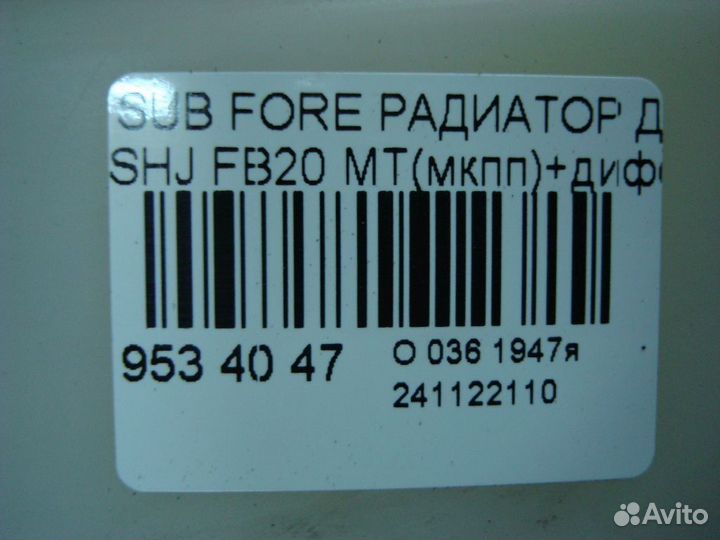 SUB FORE РАДИАТОР Д
SHJ FB20 MT(мкпп)+диф
953 40 47
O 036 1947я
241122110
Avito